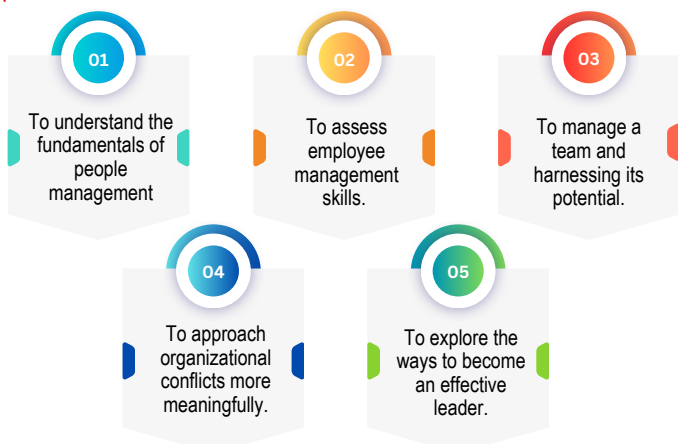 01
To understand the
fundamentals of
people
management
02
To assess
employee
management
skills.
03
To manage a
team and
harnessing its
potential.
04
To approach
organizational
conflicts more
meaningfully.
05
To explore the
ways to become
an effective
leader.